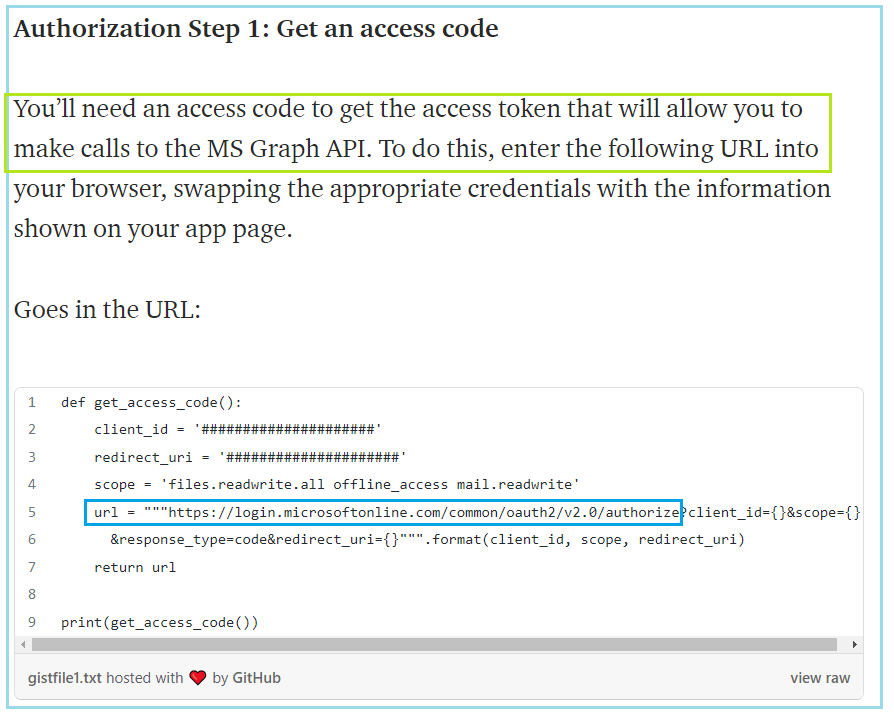 Authorization Step 1: Get an access code
You’ll need an access code to get the access token that will allow you to
make calls to the MS Graph API. To do this, enter the following URL into
your browser, swapping the appropriate credentials with the information
shown on your app page.
Goes in the URL:
1 def get_access_code():
2     client_id = '#####################'
3     redirect_uri = '#####################'
4     scope = 'files.readwrite.all offline_access mail.readwrite'
5     url = """https://login.microsoftonline.com/common/oauth2/v2.0/authorize?client_id={}&scope={}
6       &response_type=code&redirect_uri={}""".format(client_id, scope, redirect_uri)
7     return url
8
9 print(get_access_code())
gistfile1.txt hosted with ❤ by GitHub view raw